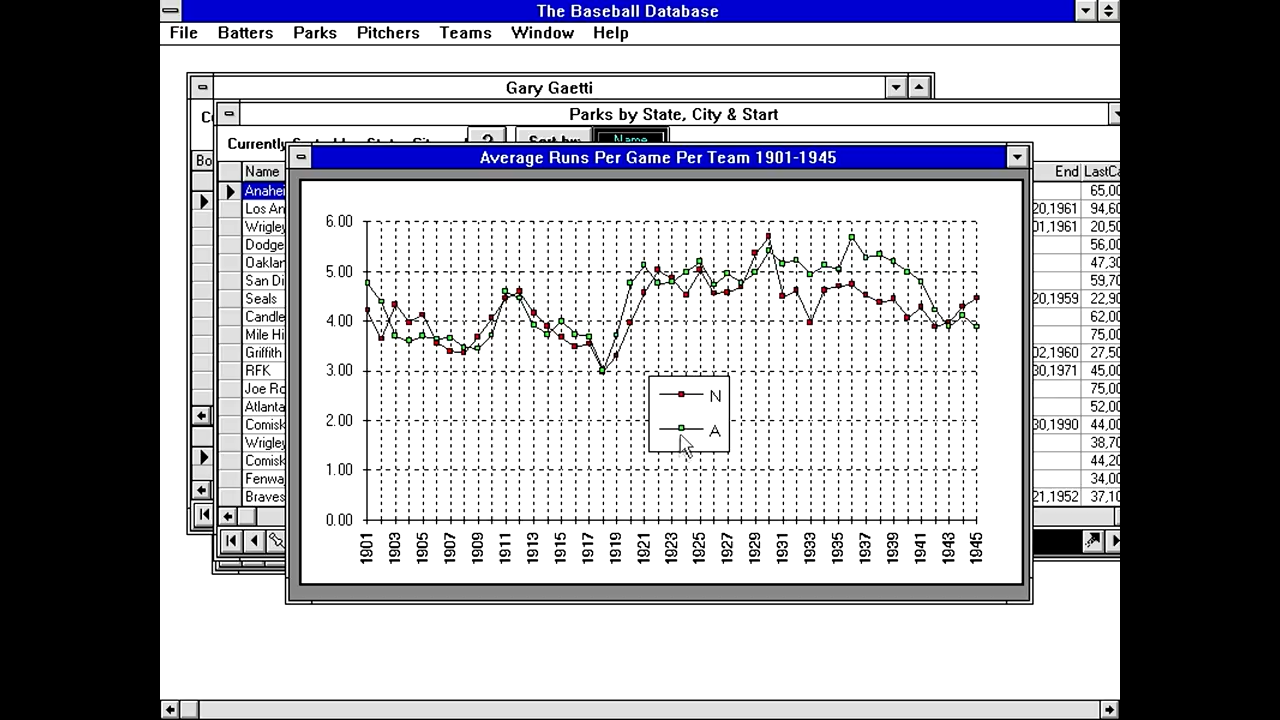 The Baseball Database
File Batters Parks Pitchers Teams Window Help
Gary Gaetti
Parks by State, City & Start
Currently Sorted by: State, City ? Sort by: Name
Average Runs Per Game Per Team 1901-1945
Bo Name End LastCa
Anahei 65,00
Los An 20,1961 94,60
Wrigley 01,1961 20,50
Dodge 56,00
Oaklan 47,50
San Di 59,70
Seals 20,1959 22,90
Candle 62,00
Mile Hi 75,00
Griffith 02,1960 27,50
RFK 30,1971 45,00
Joe Ro 75,00
Atlanta 52,00
Comisk 30,1990 44,00
Wrigley 38,70
Comisk 44,20
Fenwa 34,00
Braves 21,1952 37,10
6.00
5.00
4.00
3.00
2.00
1.00
0.00
N
A
1901 1903 1905 1907 1909 1911 1913 1915 1917 1919 1921 1923 1925 1927 1929 1931 1933 1935 1937 1939 1941 1943 1945